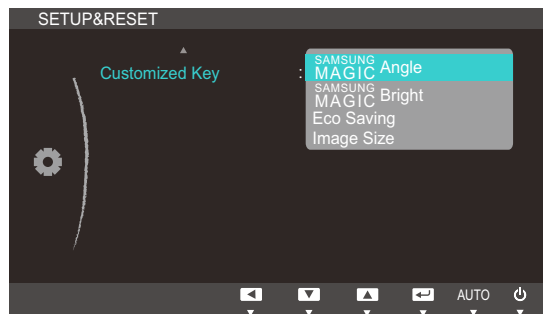 SETUP&RESET
Customized Key : SAMSUNG MAGIC Angle
SAMSUNG MAGIC Bright
Eco Saving
Image Size
AUTO